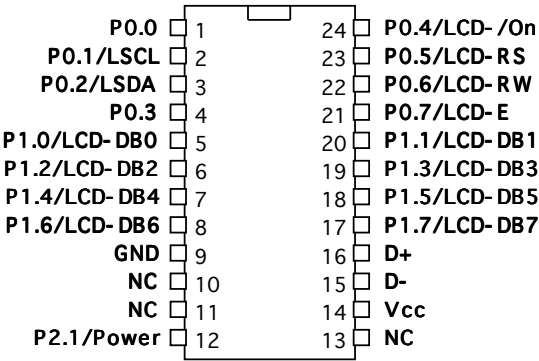 P0.0 1 24 P0.4/LCD-/On
P0.1/LSCL 2 23 P0.5/LCD-RS
P0.2/LSDA 3 22 P0.6/LCD-RW
P0.3 4 21 P0.7/LCD-E
P1.0/LCD-DB0 5 20 P1.1/LCD-DB1
P1.2/LCD-DB2 6 19 P1.3/LCD-DB3
P1.4/LCD-DB4 7 18 P1.5/LCD-DB5
P1.6/LCD-DB6 8 17 P1.7/LCD-DB7
GND 9 16 D+
NC 10 15 D-
NC 11 14 Vcc
P2.1/Power 12 13 NC